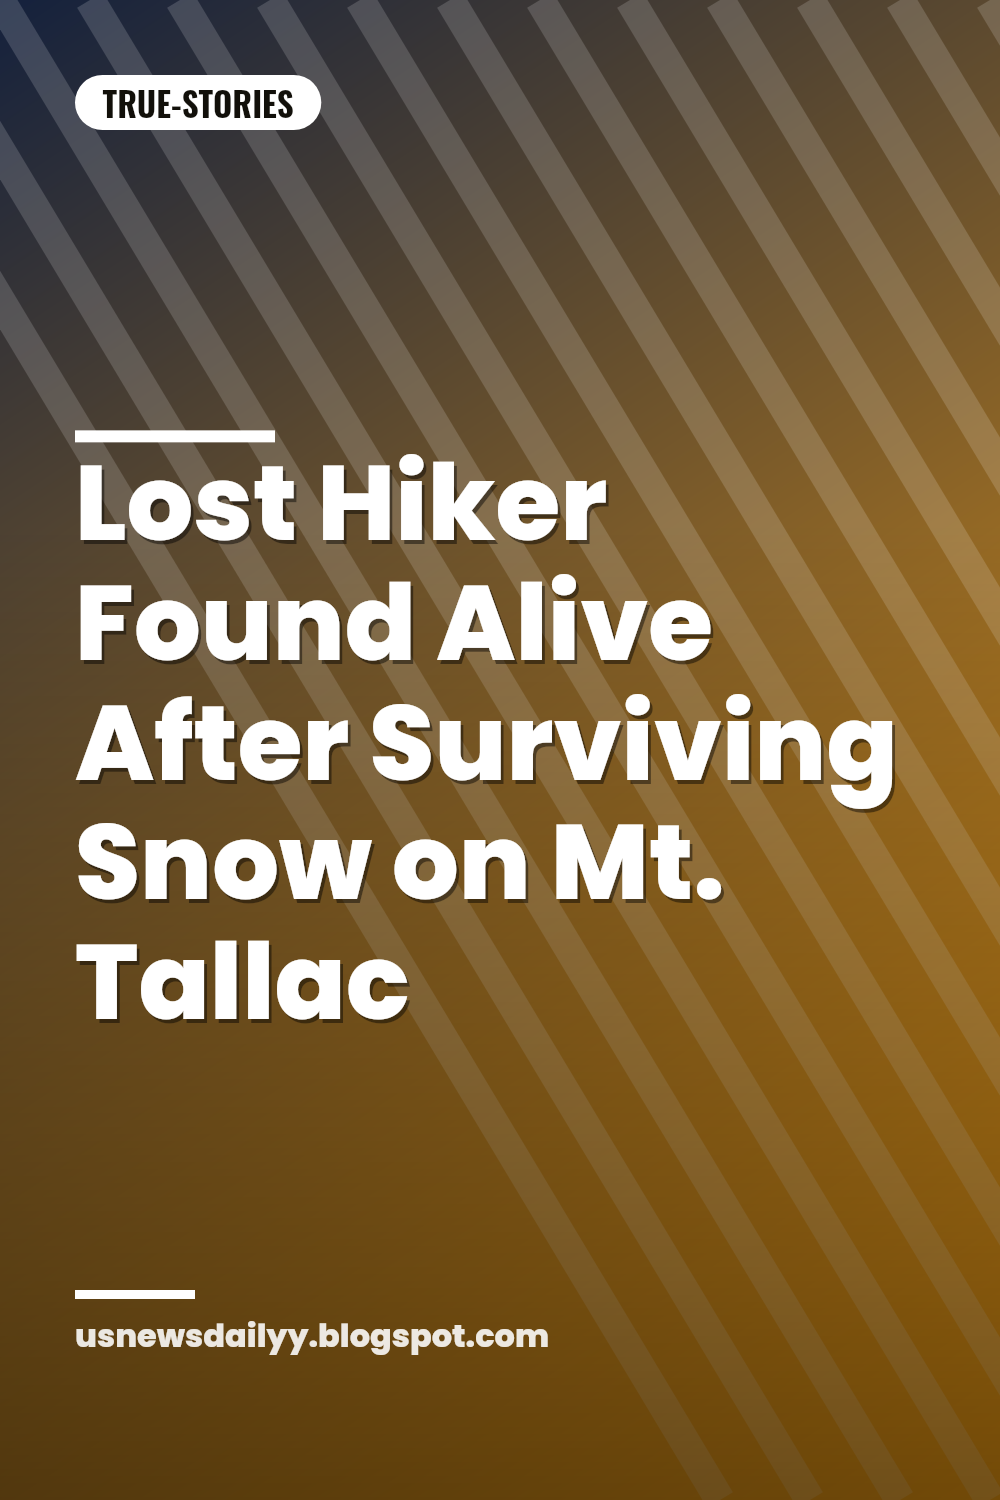 TRUE-STORIES
Lost Hiker
Found Alive
After Surviving
Snow on Mt.
Tallac
usnewsdailyy.blogspot.com